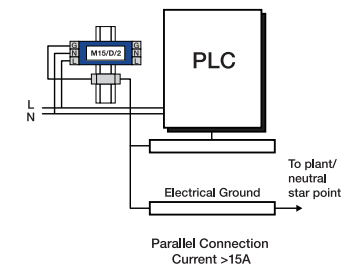 G
N
L
M15/D/2
G
N
L
PLC
L
N
To plant/
neutral
star point
Electrical Ground
Parallel Connection
Current >15A